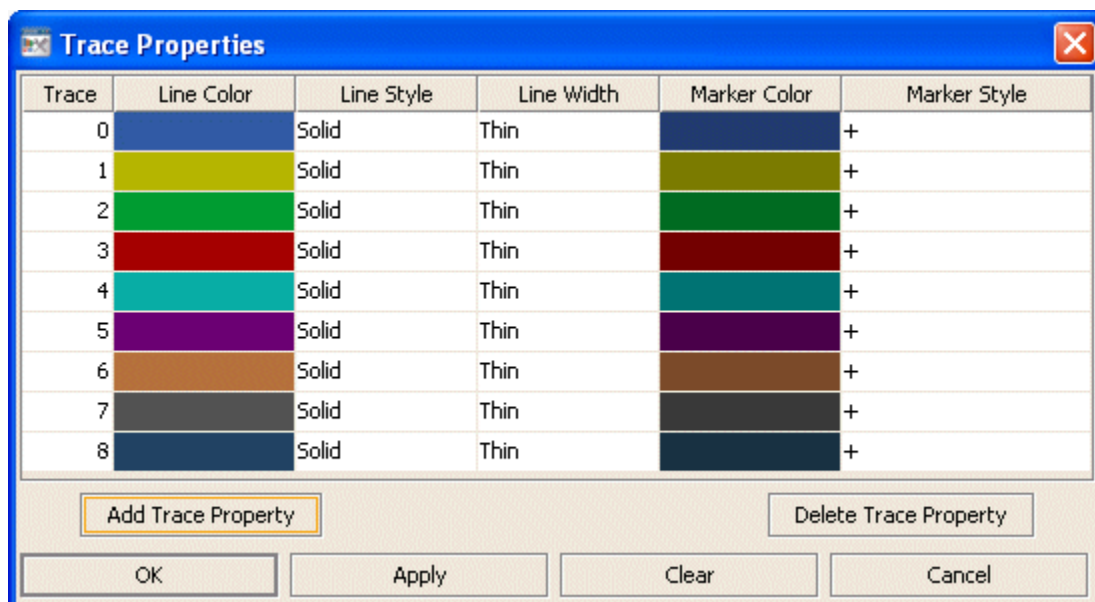 Trace Properties
Trace Line Color Line Style Line Width Marker Color Marker Style
0 Solid Thin +
1 Solid Thin +
2 Solid Thin +
3 Solid Thin +
4 Solid Thin +
5 Solid Thin +
6 Solid Thin +
7 Solid Thin +
8 Solid Thin +
Add Trace Property Delete Trace Property
OK Apply Clear Cancel